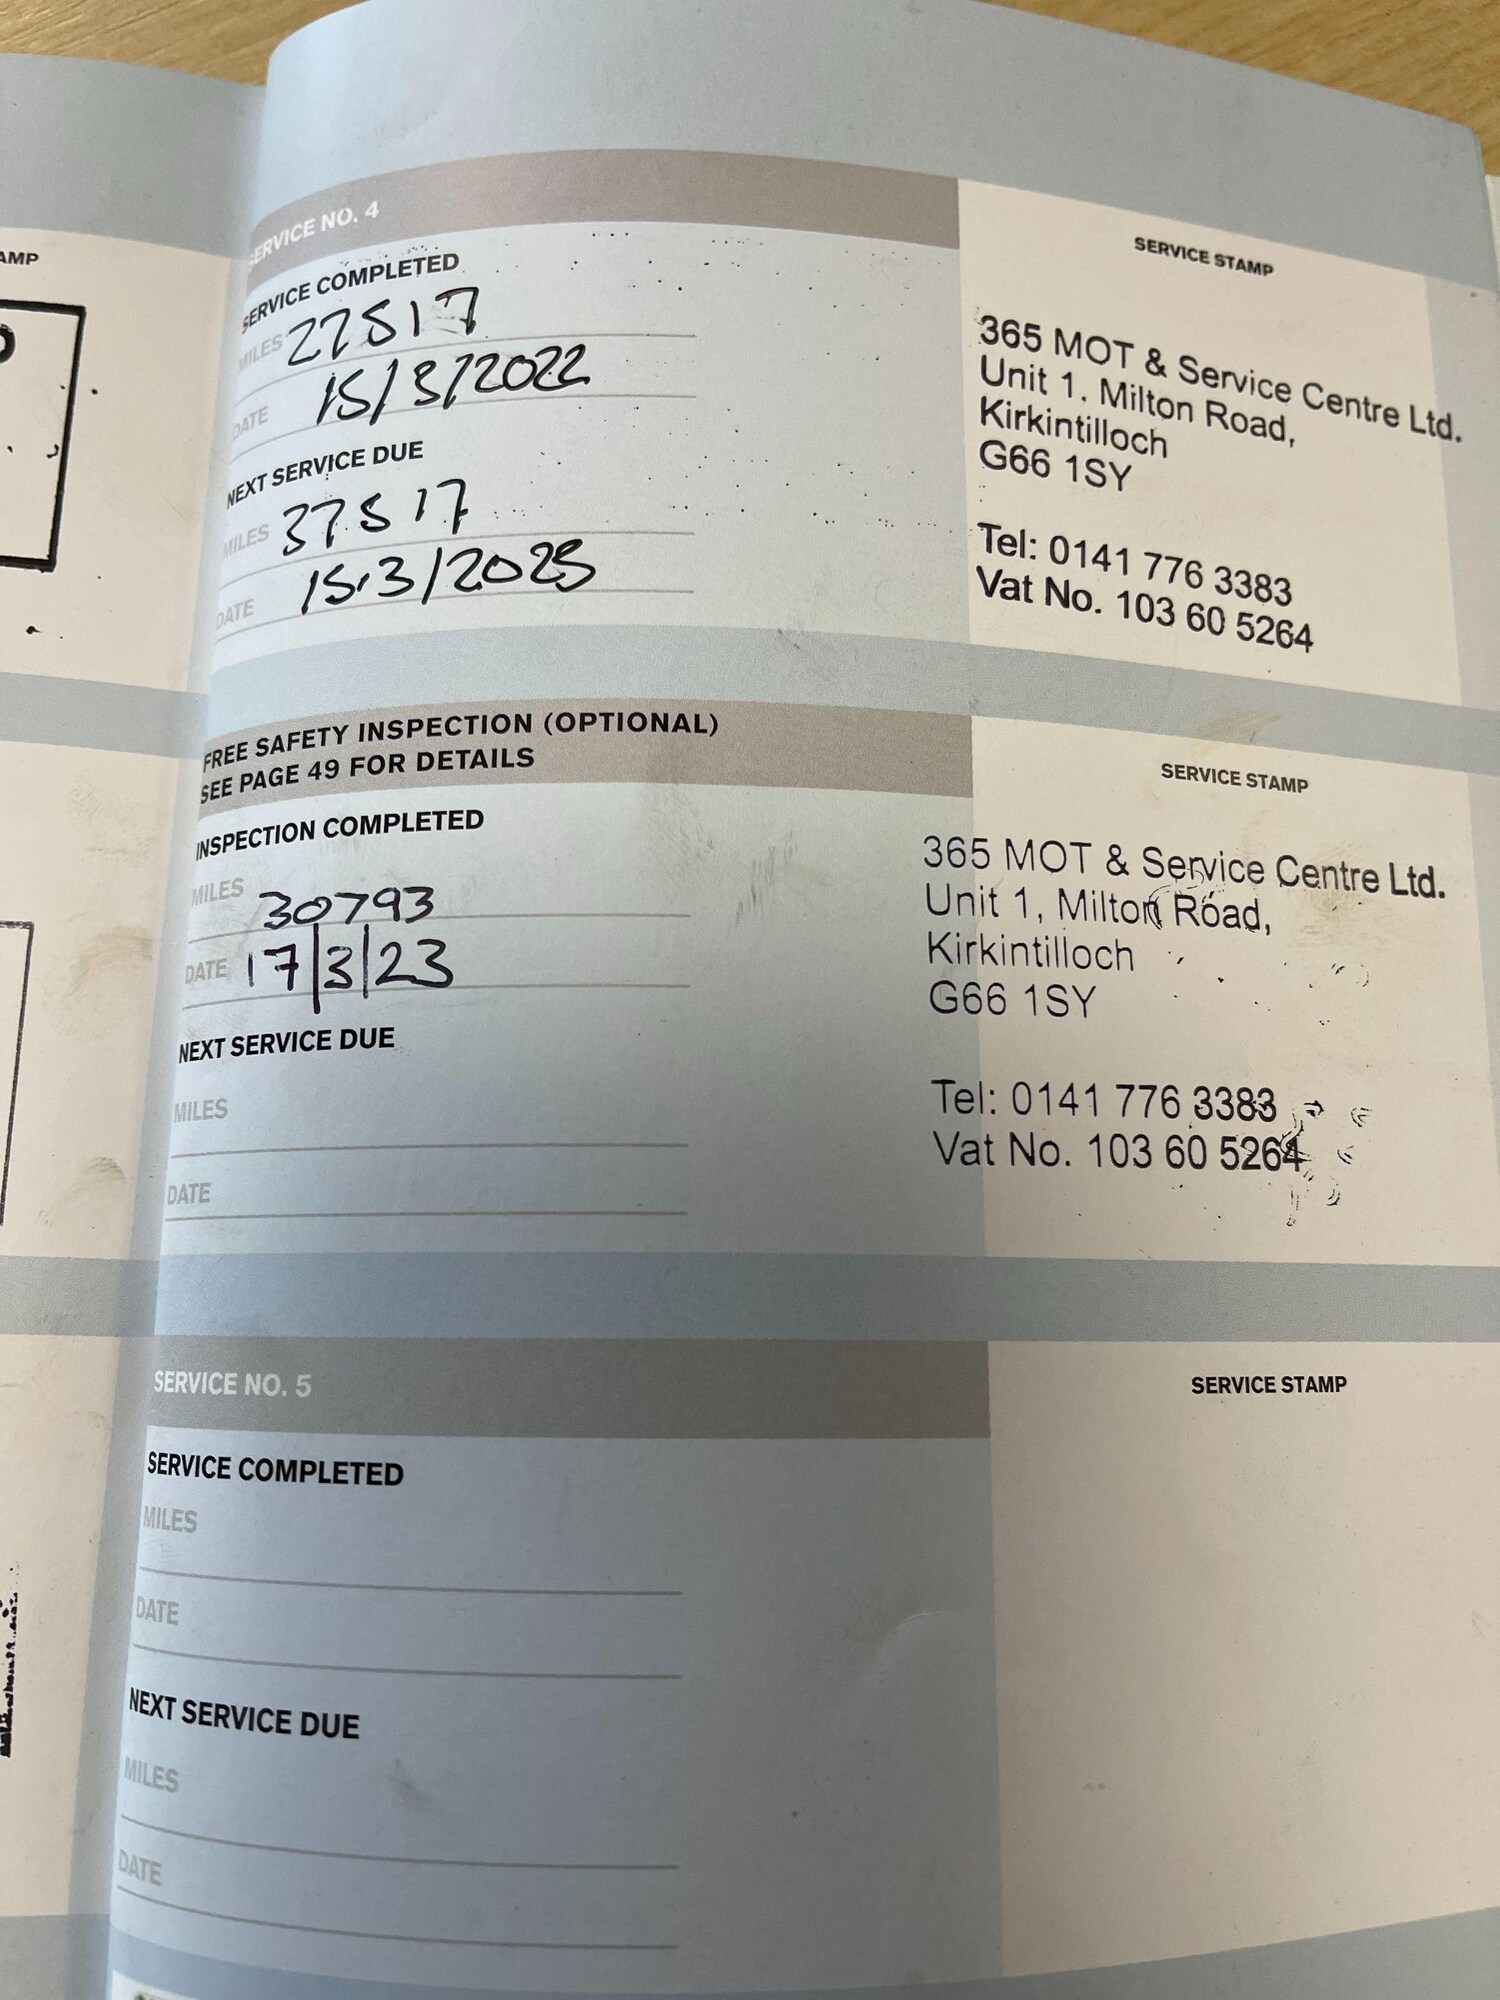 AMP
SERVICE NO. 4
SERVICE COMPLETED
MILES 27517
DATE 15/3/2022
NEXT SERVICE DUE
MILES 37517
DATE 15.3/2023
SERVICE STAMP
365 MOT & Service Centre Ltd.
Unit 1. Milton Road,
Kirkintilloch
G66 1SY
Tel: 0141 776 3383
Vat No. 103 60 5264
FREE SAFETY INSPECTION (OPTIONAL)
SEE PAGE 49 FOR DETAILS
INSPECTION COMPLETED
MILES 30793
DATE 17/3/23
NEXT SERVICE DUE
MILES
DATE
SERVICE STAMP
365 MOT & Service Centre Ltd.
Unit 1, Milton Road,
Kirkintilloch
G66 1SY
Tel: 0141 776 3383
Vat No. 103 60 5264
SERVICE NO. 5
SERVICE COMPLETED
MILES
DATE
NEXT SERVICE DUE
MILES
DATE
SERVICE STAMP